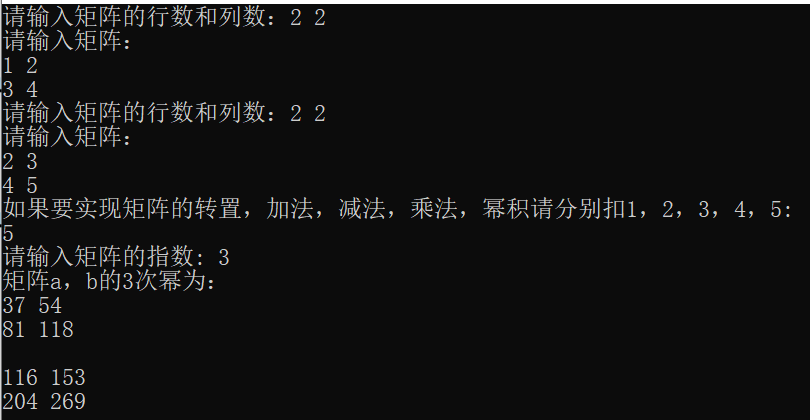 请输入矩阵的行数和列数：2 2
请输入矩阵：
1 2
3 4
请输入矩阵的行数和列数：2 2
请输入矩阵：
2 3
4 5
如果要实现矩阵的转置，加法，减法，乘法，幂积请分别扣1，2，3，4，5:
5
请输入矩阵的指数: 3
矩阵a，b的3次幂为：
37 54
81 118
116 153
204 269